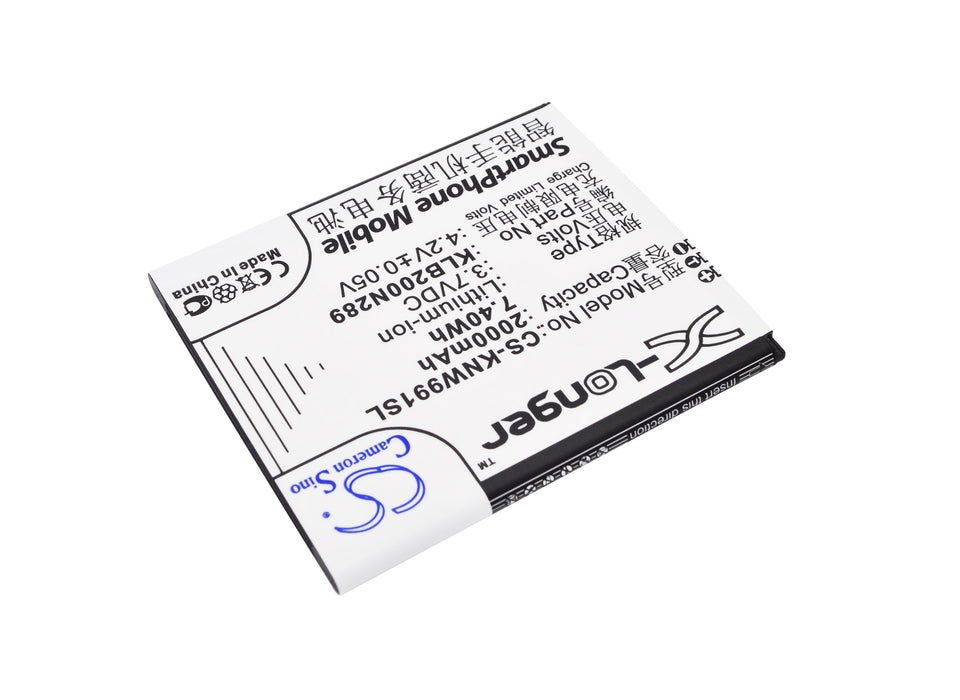 X-Longer™
型号Model No.:CS-KNW991SL
容量Capacity 2000mAh
7.40Wh
规格Type Lithium-Ion
电压Volts 3.7VDC
编号Part No KLB200N289
充电限制电压 4.2V±0.05V
Charge Limited Volts
SmartPhone Mobile
智能手机商务电池
Cameron Sino
CS
CE
Made in China
Insert this direction